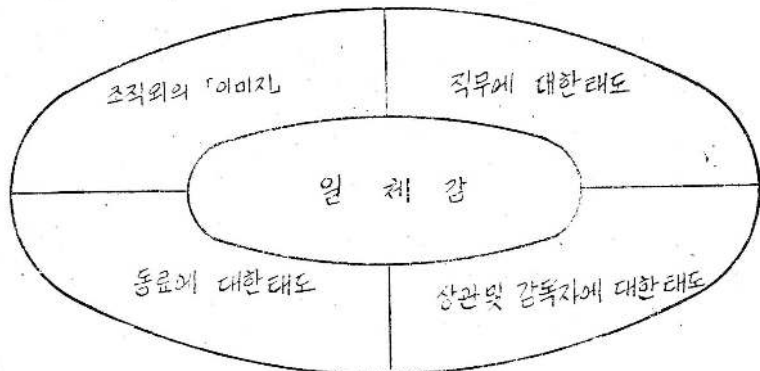 조직의 「이미지」
직무에 대한 태도
일 체 감
동료에 대한 태도
상관 및 감독자에 대한 태도